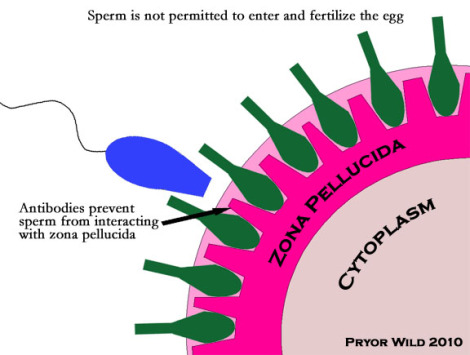 Sperm is not permitted to enter and fertilize the egg
Antibodies prevent
sperm from interacting
with zona pellucida
ZONA PELLUCIDA
CYTOPLASM
PRYOR WILD 2010